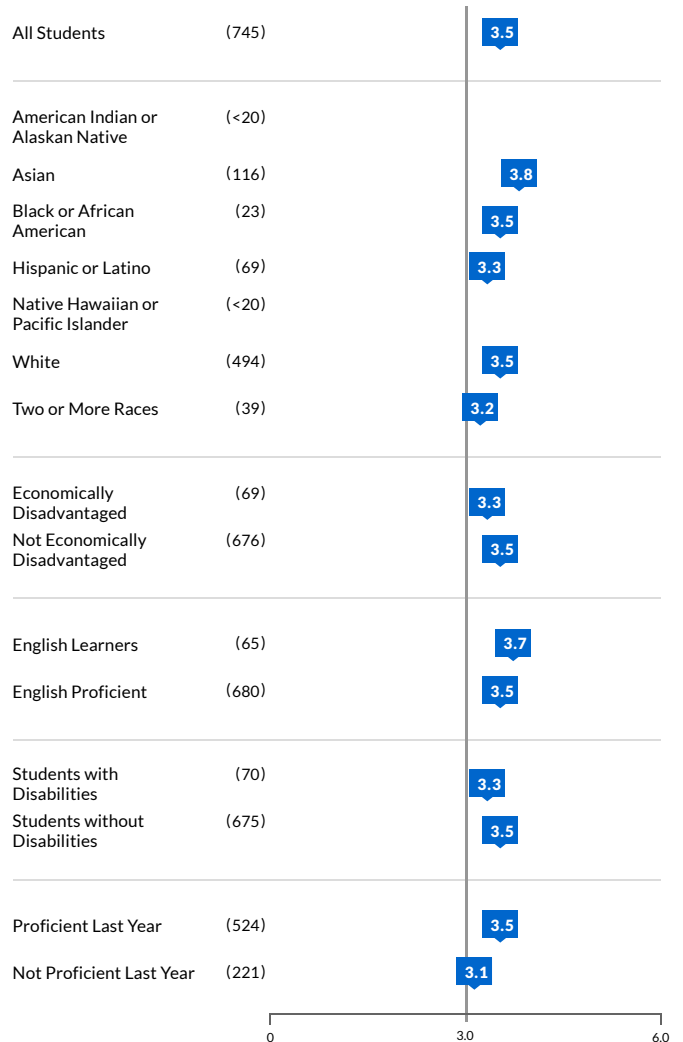 All Students (745) 3.5
American Indian or (<20)
Alaskan Native
Asian (116) 3.8
Black or African (23) 3.5
American
Hispanic or Latino (69) 3.3
Native Hawaiian or (<20)
Pacific Islander
White (494) 3.5
Two or More Races (39) 3.2
Economically (69) 3.3
Disadvantaged
Not Economically (676) 3.5
Disadvantaged
English Learners (65) 3.7
English Proficient (680) 3.5
Students with (70) 3.3
Disabilities
Students without (675) 3.5
Disabilities
Proficient Last Year (524) 3.5
Not Proficient Last Year (221) 3.1
0 3.0 6.0